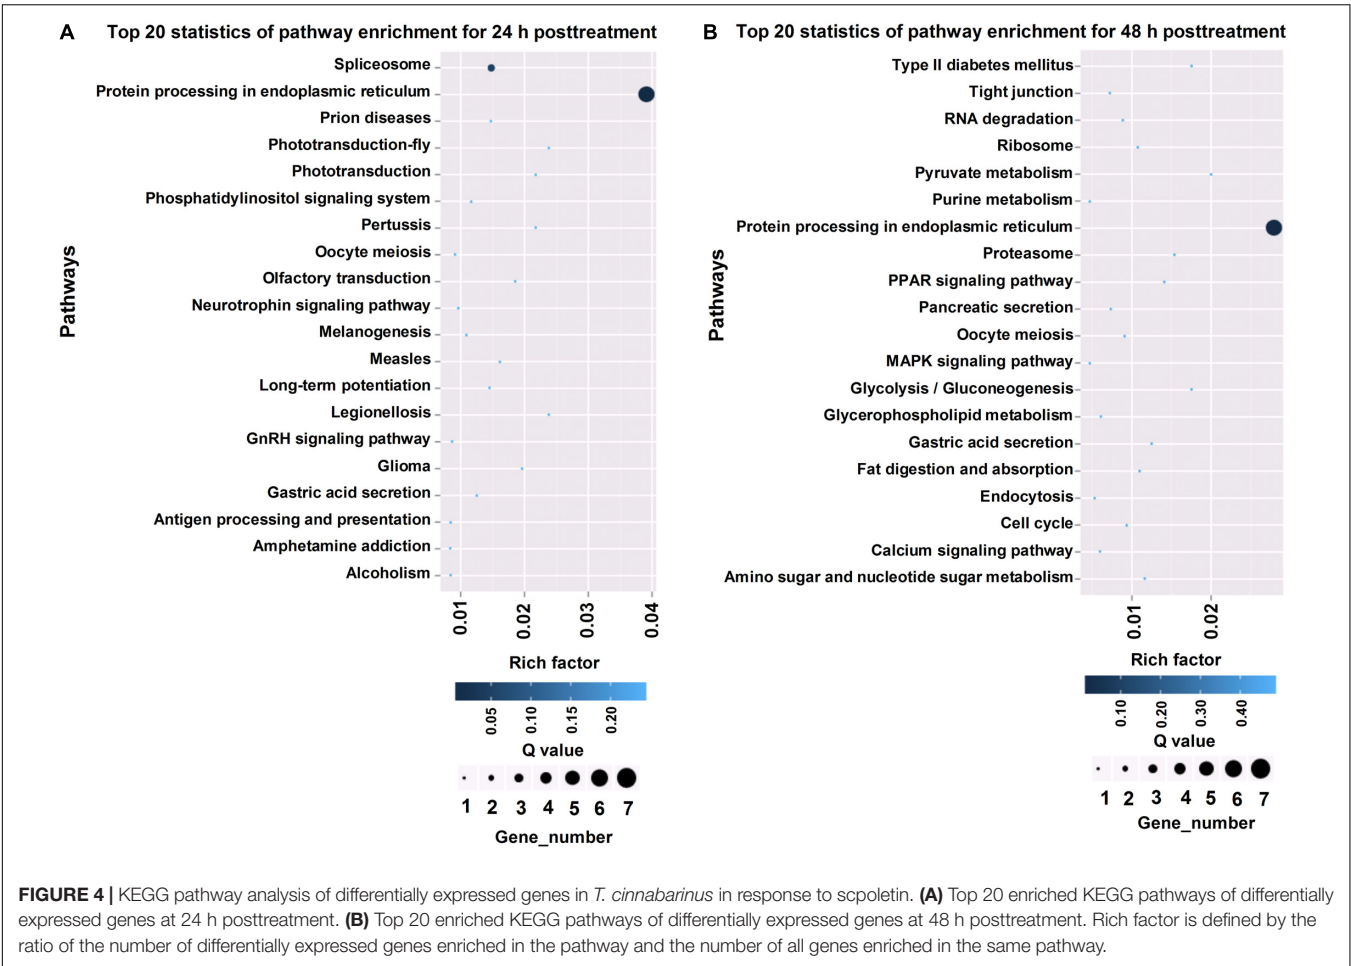 A Top 20 statistics of pathway enrichment for 24 h posttreatment
Pathways
Spliceosome
Protein processing in endoplasmic reticulum
Prion diseases
Phototransduction-fly
Phototransduction
Phosphatidylinositol signaling system
Pertussis
Oocyte meiosis
Olfactory transduction
Neurotrophin signaling pathway
Melanogenesis
Measles
Long-term potentiation
Legionellosis
GnRH signaling pathway
Glioma
Gastric acid secretion
Antigen processing and presentation
Amphetamine addiction
Alcoholism
0.01 0.02 0.03 0.04
Rich factor
0.05 0.10 0.15 0.20
Q value
1 2 3 4 5 6 7
Gene_number
B Top 20 statistics of pathway enrichment for 48 h posttreatment
Pathways
Type II diabetes mellitus
Tight junction
RNA degradation
Ribosome
Pyruvate metabolism
Purine metabolism
Protein processing in endoplasmic reticulum
Proteasome
PPAR signaling pathway
Pancreatic secretion
Oocyte meiosis
MAPK signaling pathway
Glycolysis / Gluconeogenesis
Glycerophospholipid metabolism
Gastric acid secretion
Fat digestion and absorption
Endocytosis
Cell cycle
Calcium signaling pathway
Amino sugar and nucleotide sugar metabolism
0.01 0.02
Rich factor
0.10 0.20 0.30 0.40
Q value
1 2 3 4 5 6 7
Gene_number
FIGURE 4 | KEGG pathway analysis of differentially expressed genes in T. cinnabarinus in response to scpoletin. (A) Top 20 enriched KEGG pathways of differentially
expressed genes at 24 h posttreatment. (B) Top 20 enriched KEGG pathways of differentially expressed genes at 48 h posttreatment. Rich factor is defined by the
ratio of the number of differentially expressed genes enriched in the pathway and the number of all genes enriched in the same pathway.